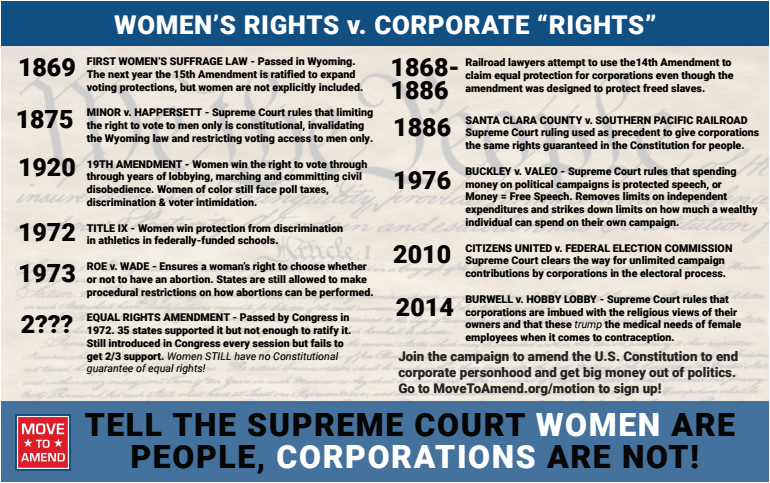 WOMEN'S RIGHTS v. CORPORATE "RIGHTS"
1869
FIRST WOMEN'S SUFFRAGE LAW - Passed in Wyoming.
The next year the 15th Amendment is ratified to expand
voting protections, but women are not explicitly included.
1875
MINOR v. HAPPERSETT - Supreme Court rules that limiting
the right to vote to men only is constitutional, invalidating
the Wyoming law and restricting voting access to men only.
1920
19TH AMENDMENT - Women win the right to vote through
through years of lobbying, marching and committing civil
disobedience. Women of color still face poll taxes,
discrimination & voter intimidation.
1972
TITLE IX - Women win protection from discrimination
in athletics in federally-funded schools.
1973
ROE v. WADE - Ensures a woman's right to choose whether
or not to have an abortion. States are still allowed to make
procedural restrictions on how abortions can be performed.
2???
EQUAL RIGHTS AMENDMENT - Passed by Congress in
1972. 35 states supported it but not enough to ratify it.
Still introduced in Congress every session but fails to
get 2/3 support. Women STILL have no Constitutional
guarantee of equal rights!
1868-
1886
Railroad lawyers attempt to use the14th Amendment to
claim equal protection for corporations even though the
amendment was designed to protect freed slaves.
1886
SANTA CLARA COUNTY v. SOUTHERN PACIFIC RAILROAD
Supreme Court ruling used as precedent to give corporations
the same rights guaranteed in the Constitution for people.
1976
BUCKLEY v. VALEO - Supreme Court rules that spending
money on political campaigns is protected speech, or
Money = Free Speech. Removes limits on independent
expenditures and strikes down limits on how much a wealthy
individual can spend on their own campaign.
2010
CITIZENS UNITED v. FEDERAL ELECTION COMMISSION
Supreme Court clears the way for unlimited campaign
contributions by corporations in the electoral process.
2014
BURWELL v. HOBBY LOBBY - Supreme Court rules that
corporations are imbued with the religious views of their
owners and that these trump the medical needs of female
employees when it comes to contraception.
Join the campaign to amend the U.S. Constitution to end
corporate personhood and get big money out of politics.
Go to MoveToAmend.org/motion to sign up!
MOVE
TO
AMEND
TELL THE SUPREME COURT WOMEN ARE
PEOPLE, CORPORATIONS ARE NOT!
We the People
Article I.